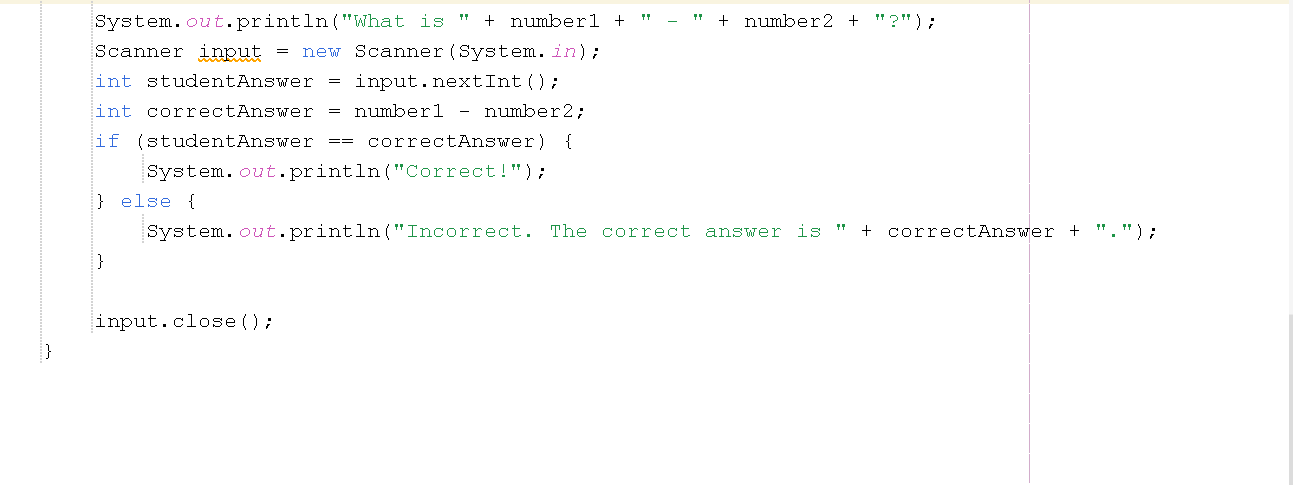 System.out.println("What is " + number1 + " - " + number2 + "?");
Scanner input = new Scanner(System.in);
int studentAnswer = input.nextInt();
int correctAnswer = number1 - number2;
if (studentAnswer == correctAnswer) {
System.out.println("Correct!");
} else {
System.out.println("Incorrect. The correct answer is " + correctAnswer + ".");
}
input.close();
}